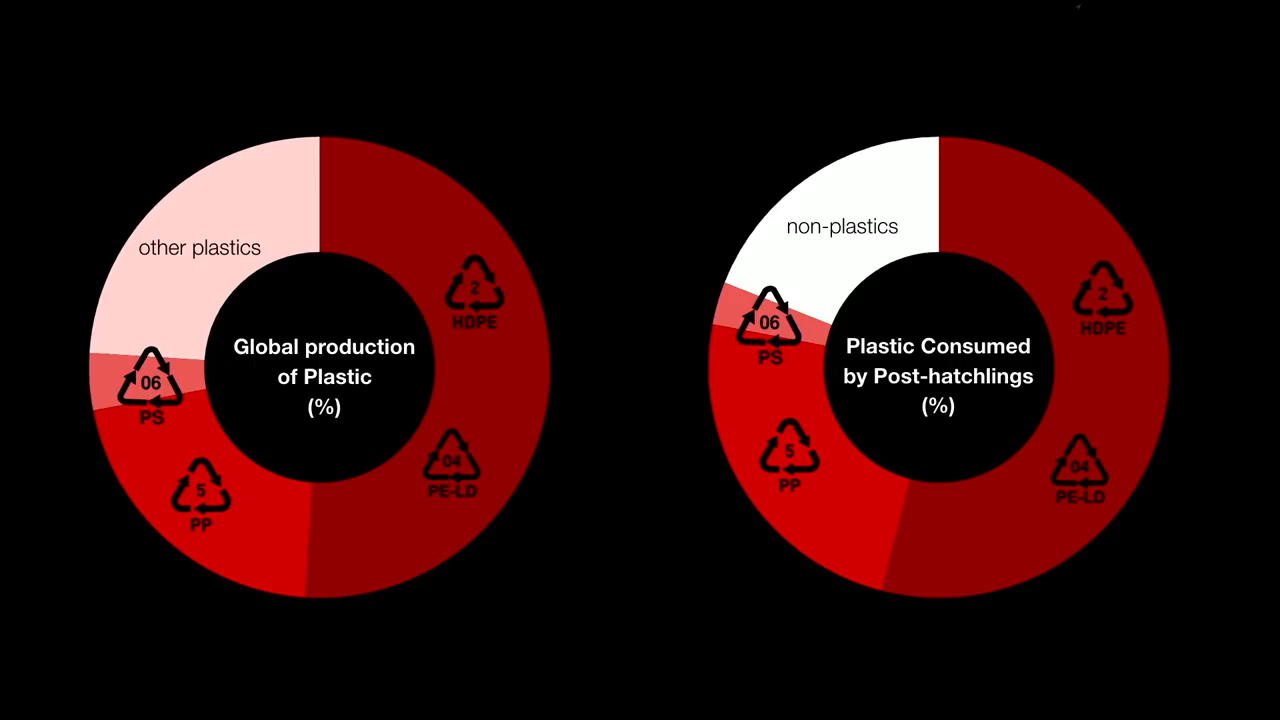 other plastics
2
HDPE
Global production
of Plastic
(%)
06
PS
04
PE-LD
5
PP
non-plastics
2
HDPE
06
PS
Plastic Consumed
by Post-hatchlings
(%)
5
PP
04
PE-LD